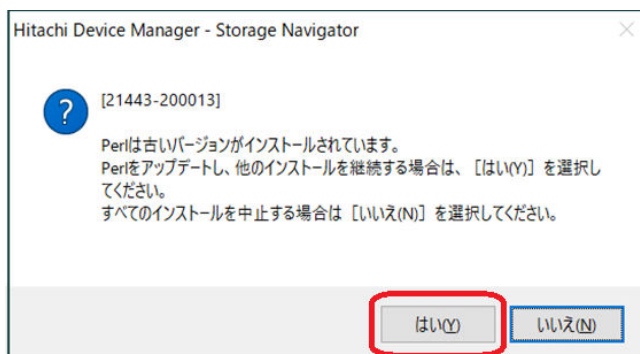 Hitachi Device Manager - Storage Navigator
[21443-200013]
Perlは古いバージョンがインストールされています。
Perlをアップデートし、他のインストールを継続する場合は、［はい(Y)］を選択し
てください。
すべてのインストールを中止する場合は［いいえ(N)］を選択してください。
はい(Y)
いいえ(N)